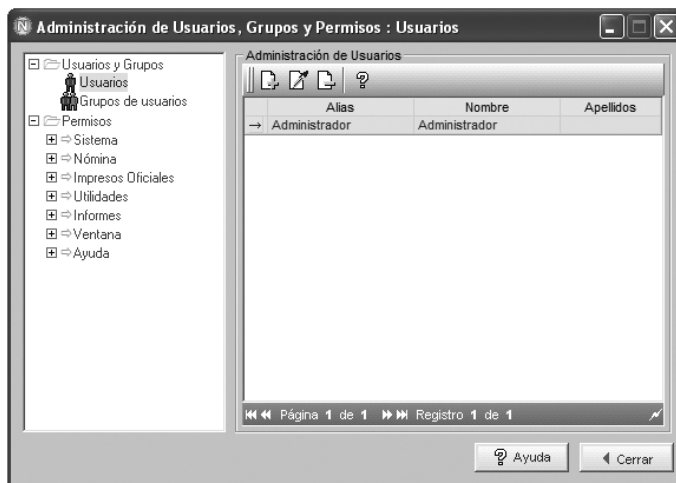 Administración de Usuarios, Grupos y Permisos : Usuarios
Usuarios y Grupos
Usuarios
Grupos de usuarios
Permisos
Sistema
Nómina
Impresos Oficiales
Utilidades
Informes
Ventana
Ayuda
Administración de Usuarios
Alias Nombre Apellidos
Administrador Administrador
Página 1 de 1 Registro 1 de 1
Ayuda Cerrar